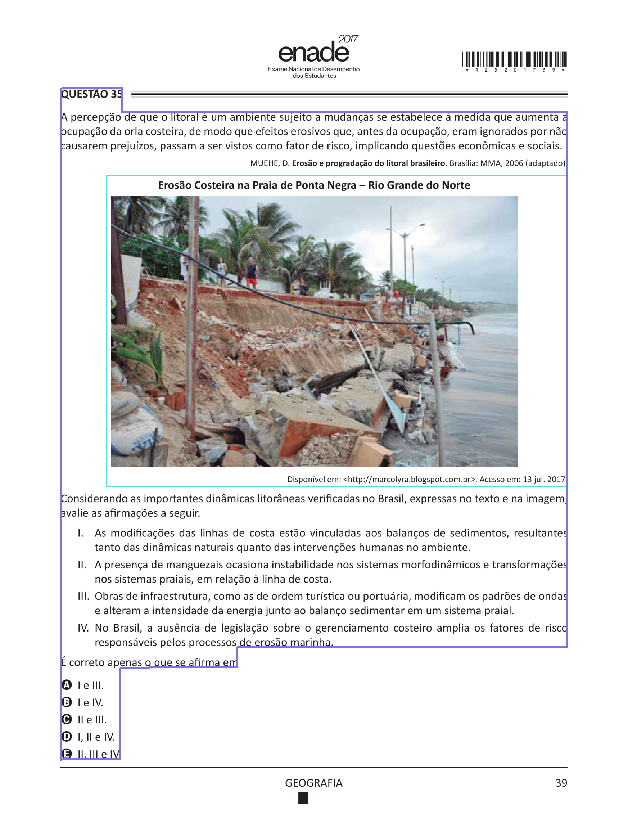 2017
enade
Exame Nacional de Desempenho
dos Estudantes
*R2520175 9*
QUESTÃO 35
A percepção de que o litoral é um ambiente sujeito a mudanças se estabelece à medida que aumenta a
ocupação da orla costeira, de modo que efeitos erosivos que, antes da ocupação, eram ignorados por não
causarem prejuízos, passam a ser vistos como fator de risco, implicando questões econômicas e sociais.
MUEHE, D. Erosão e progradação do litoral brasileiro. Brasília: MMA, 2006 (adaptado)
Erosão Costeira na Praia de Ponta Negra – Rio Grande do Norte
Disponível em: <http://marcolyra.blogspot.com.br>. Acesso em: 13 jul. 2017
Considerando as importantes dinâmicas litorâneas verificadas no Brasil, expressas no texto e na imagem,
avalie as afirmações a seguir.
I. As modificações das linhas de costa estão vinculadas aos balanços de sedimentos, resultantes
tanto das dinâmicas naturais quanto das intervenções humanas no ambiente.
II. A presença de manguezais ocasiona instabilidade nos sistemas morfodinâmicos e transformações
nos sistemas praiais, em relação à linha de costa.
III. Obras de infraestrutura, como as de ordem turística ou portuária, modificam os padrões de ondas
e alteram a intensidade da energia junto ao balanço sedimentar em um sistema praial.
IV. No Brasil, a ausência de legislação sobre o gerenciamento costeiro amplia os fatores de risco
responsáveis pelos processos de erosão marinha.
É correto apenas o que se afirma em
A I e III.
B I e IV.
C II e III.
D I, II e IV.
E II, III e IV
GEOGRAFIA
39